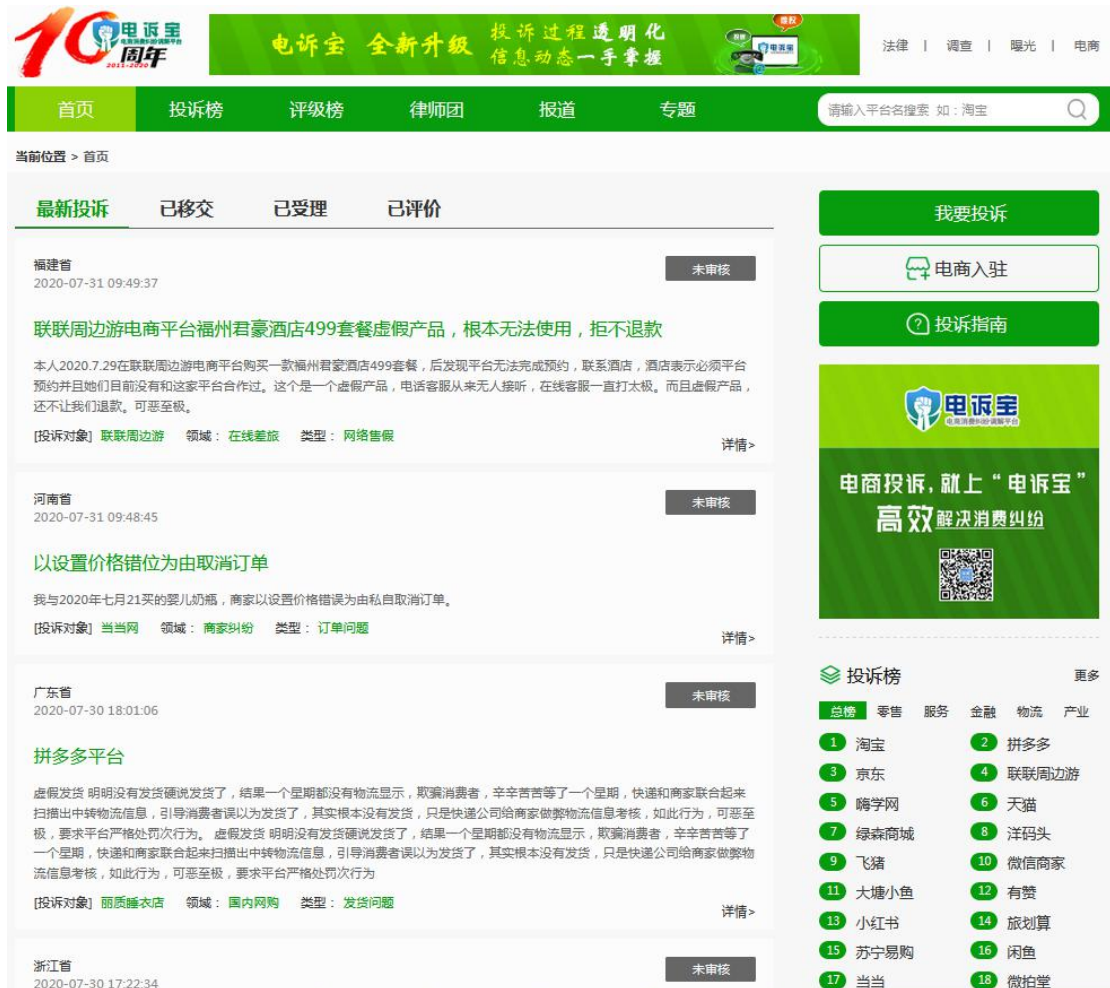 10周年
电诉宝
电商消费纠纷调解平台
2011-2020
电诉宝 全新升级
投诉过程透明化
信息动态一手掌握
维权
电诉宝
法律 | 调查 | 曝光 | 电商
首页 投诉榜 评级榜 律师团 报道 专题
请输入平台名搜索 如：淘宝
当前位置 > 首页
最新投诉 已移交 已受理 已评价
福建省
2020-07-31 09:49:37
未审核
联联周边游电商平台福州君豪酒店499套餐虚假产品，根本无法使用，拒不退款
本人2020.7.29在联联周边游电商平台购买一款福州君豪酒店499套餐，后发现平台无法完成预约，联系酒店，酒店表示必须平台
预约并且她们目前没有和这家平台合作过。这个是一个虚假产品，电话客服从来无人接听，在线客服一直打太极。而且虚假产品，
还不让我们退款。可恶至极。
[投诉对象] 联联周边游 领域：在线差旅 类型：网络售假
详情>
河南省
2020-07-31 09:48:45
未审核
以设置价格错位为由取消订单
我与2020年七月21买的婴儿奶瓶，商家以设置价格错误为由私自取消订单。
[投诉对象] 当当网 领域：商家纠纷 类型：订单问题
详情>
广东省
2020-07-30 18:01:06
未审核
拼多多平台
虚假发货 明明没有发货硬说发货了，结果一个星期都没有物流显示，欺骗消费者，辛辛苦苦等了一个星期，快递和商家联合起来
扫描出中转物流信息，引导消费者误以为发货了，其实根本没有发货，只是快递公司给商家做弊物流信息考核，如此行为，可恶至
极，要求平台严格处罚次行为。 虚假发货 明明没有发货硬说发货了，结果一个星期都没有物流显示，欺骗消费者，辛辛苦苦等了
一个星期，快递和商家联合起来扫描出中转物流信息，引导消费者误以为发货了，其实根本没有发货，只是快递公司给商家做弊物
流信息考核，如此行为，可恶至极，要求平台严格处罚次行为
[投诉对象] 丽质睡衣店 领域：国内网购 类型：发货问题
详情>
浙江省
2020-07-30 17:22:34
未审核
我要投诉
电商入驻
投诉指南
电诉宝
电商消费纠纷调解平台
电商投诉，就上“电诉宝”
高效解决消费纠纷
投诉榜 更多
总榜 零售 服务 金融 物流 产业
1 淘宝 2 拼多多
3 京东 4 联联周边游
5 嗨学网 6 天猫
7 绿森商城 8 洋码头
9 飞猪 10 微信商家
11 大塘小鱼 12 有赞
13 小红书 14 旅划算
15 苏宁易购 16 闲鱼
17 当当 18 微拍堂